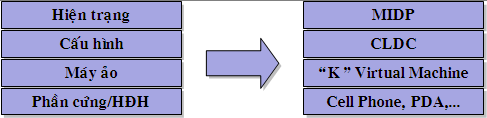 Hiện trạng
Cấu hình
Máy ảo
Phần cứng/HĐH
MIDP
CLDC
“K” Virtual Machine
Cell Phone, PDA,...